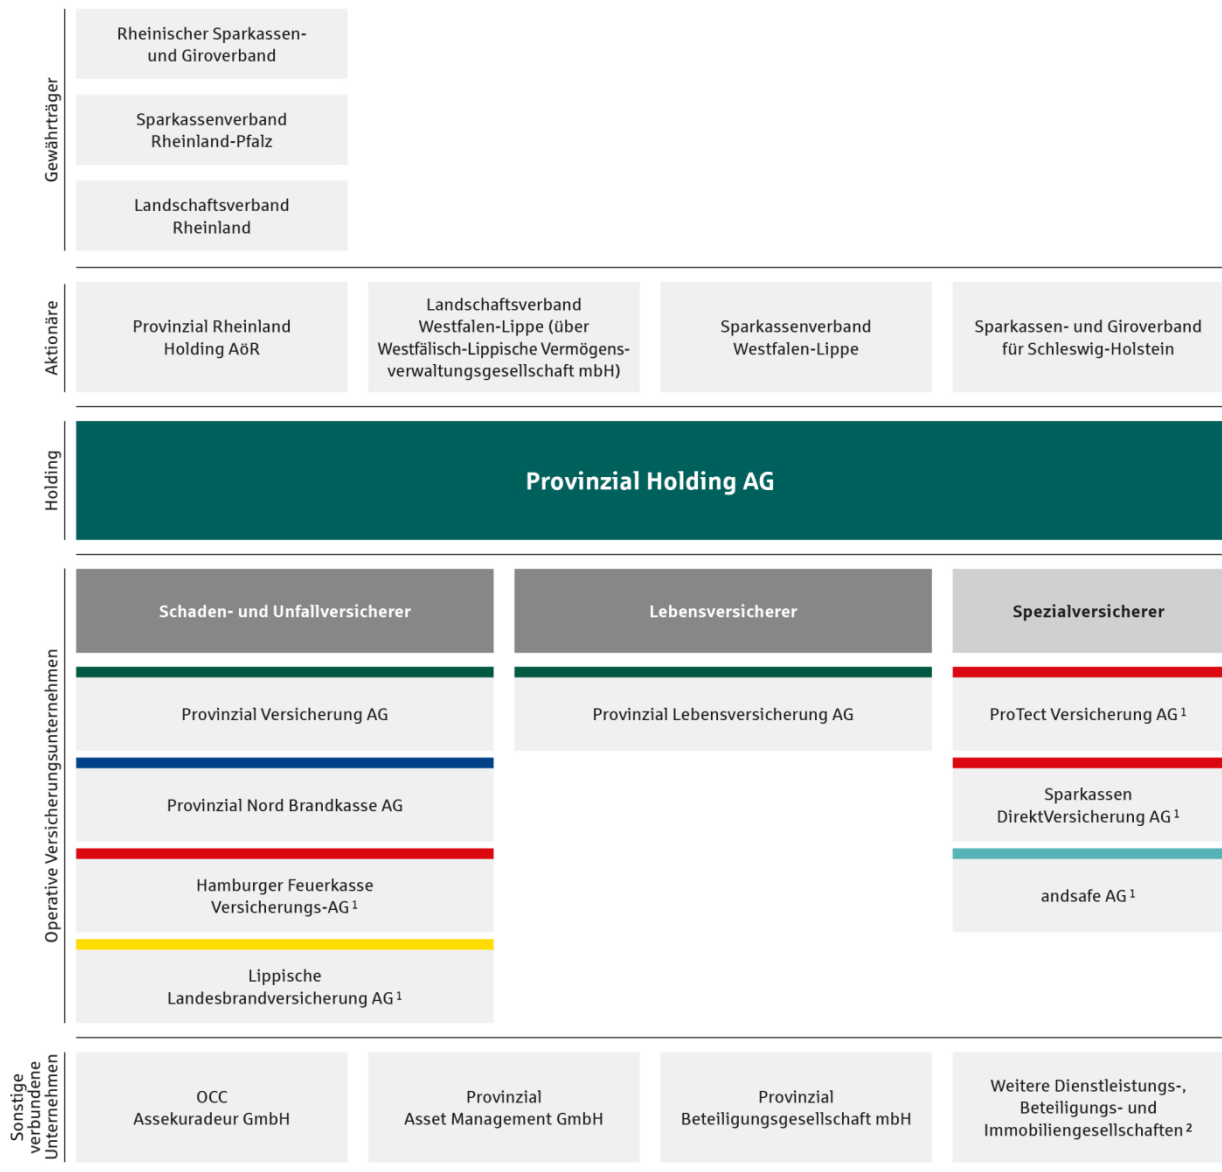 Gewährträger
Rheinischer Sparkassen-
und Giroverband
Sparkassenverband
Rheinland-Pfalz
Landschaftsverband
Rheinland
Aktionäre
Provinzial Rheinland
Holding AöR
Landschaftsverband
Westfalen-Lippe (über
Westfälisch-Lippische Vermögens-
verwaltungsgesellschaft mbH)
Sparkassenverband
Westfalen-Lippe
Sparkassen- und Giroverband
für Schleswig-Holstein
Holding
Provinzial Holding AG
Operative Versicherungsunternehmen
Schaden- und Unfallversicherer
Provinzial Versicherung AG
Provinzial Nord Brandkasse AG
Hamburger Feuerkasse
Versicherungs-AG¹
Lippische
Landesbrandversicherung AG¹
Lebensversicherer
Provinzial Lebensversicherung AG
Spezialversicherer
ProTect Versicherung AG¹
Sparkassen
DirektVersicherung AG¹
andsafe AG¹
Sonstige
verbundene
Unternehmen
OCC
Assekuradeur GmbH
Provinzial
Asset Management GmbH
Provinzial
Beteiligungsgesellschaft mbH
Weitere Dienstleistungs-,
Beteiligungs- und
Immobiliengesellschaften²